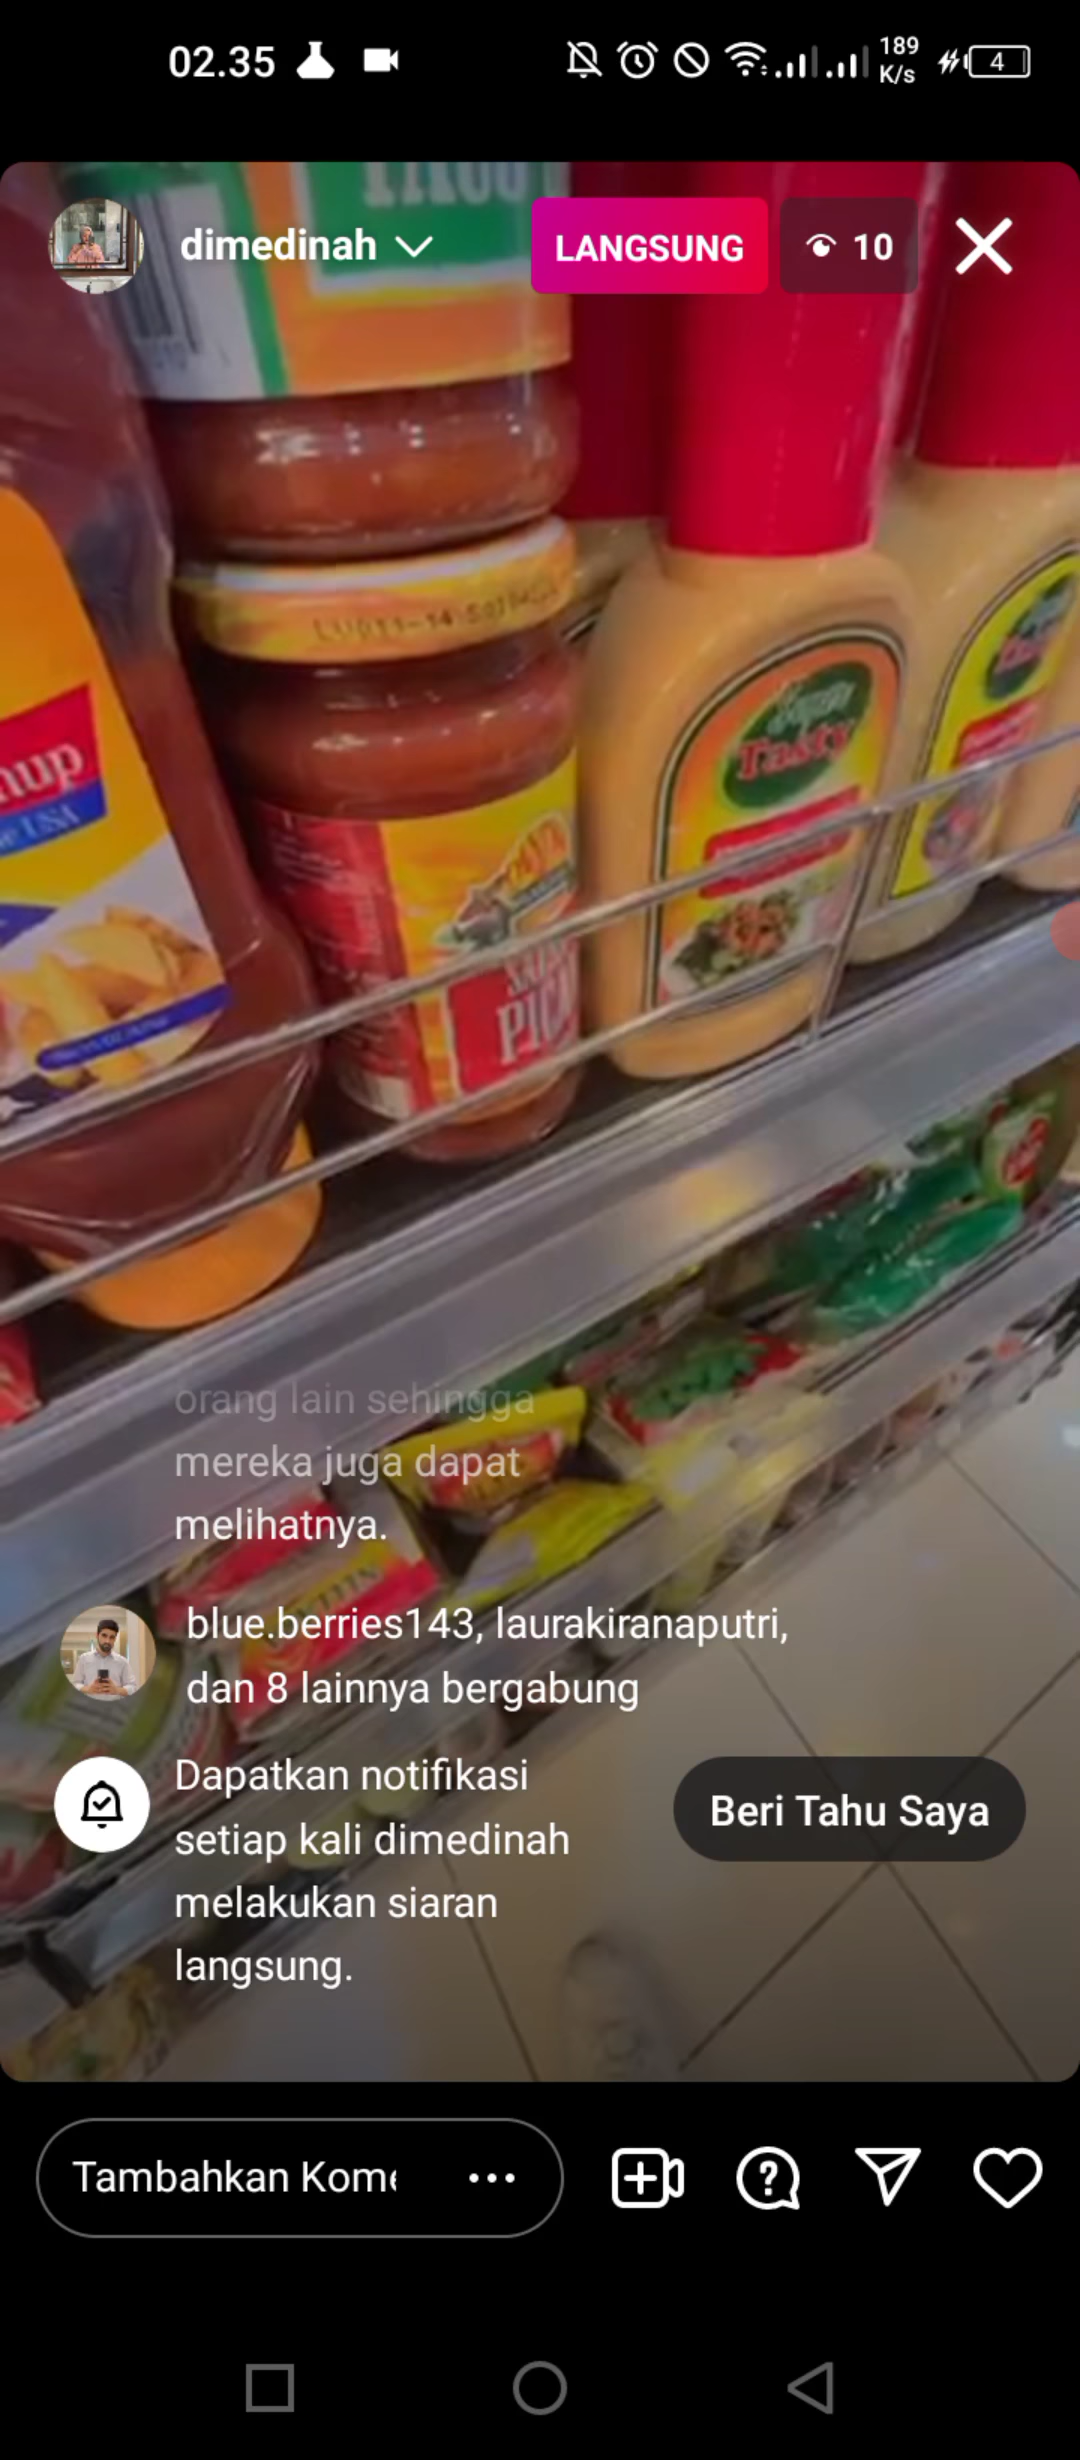 02.35
189
K/s
4
dimedinah
LANGSUNG
10
Tasty
orang lain sehingga
mereka juga dapat
melihatnya.
blue.berries143, laurakiranaputri,
dan 8 lainnya bergabung
Dapatkan notifikasi
setiap kali dimedinah
melakukan siaran
langsung.
Beri Tahu Saya
Tambahkan Kome